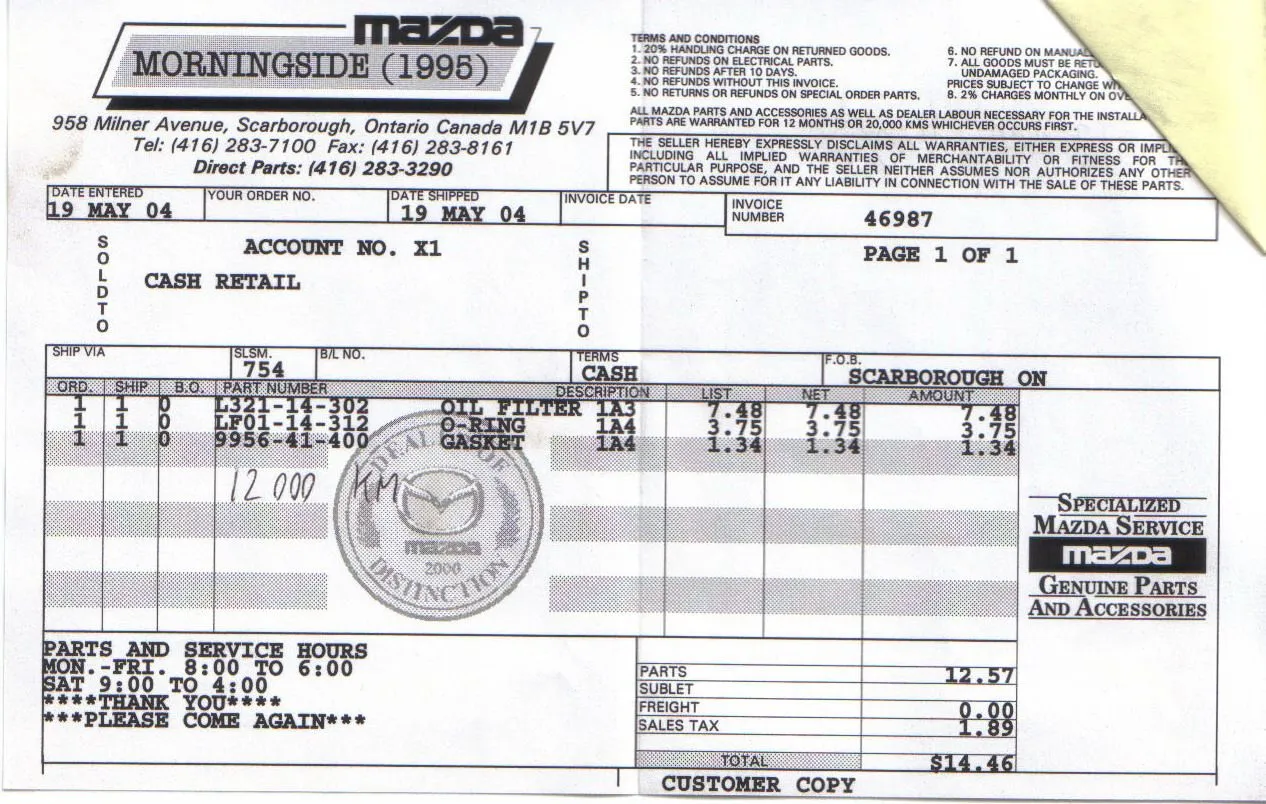 mazda
MORNINGSIDE (1995)
958 Milner Avenue, Scarborough, Ontario Canada M1B 5V7
Tel: (416) 283-7100 Fax: (416) 283-8161
Direct Parts: (416) 283-3290
TERMS AND CONDITIONS
1. 20% HANDLING CHARGE ON RETURNED GOODS.
2. NO REFUNDS ON ELECTRICAL PARTS.
3. NO REFUNDS AFTER 10 DAYS.
4. NO REFUNDS WITHOUT THIS INVOICE.
5. NO RETURNS OR REFUNDS ON SPECIAL ORDER PARTS.
6. NO REFUND ON
7. ALL GOODS MUST BE
UNDAMAGED PACKAGING.
PRICES SUBJECT TO CHANGE
8. 2% CHARGES MONTHLY ON
ALL MAZDA PARTS AND ACCESSORIES AS WELL AS DEALER LABOUR NECESSARY FOR THE
PARTS ARE WARRANTED FOR 12 MONTHS OR 20,000 KMS WHICHEVER OCCURS FIRST.
THE SELLER HEREBY EXPRESSLY DISCLAIMS ALL WARRANTIES, EITHER EXPRESS OR
INCLUDING ALL IMPLIED WARRANTIES OF MERCHANTABILITY OR FITNESS FOR
PARTICULAR PURPOSE, AND THE SELLER NEITHER ASSUMES NOR AUTHORIZES ANY OTHER
PERSON TO ASSUME FOR IT ANY LIABILITY IN CONNECTION WITH THE SALE OF THESE PARTS.
DATE ENTERED YOUR ORDER NO. DATE SHIPPED INVOICE DATE INVOICE NUMBER
19 MAY 04 19 MAY 04 46987
SOLD TO
ACCOUNT NO. X1
CASH RETAIL
SHIP TO
PAGE 1 OF 1
SHIP VIA SLSM. B/L NO. TERMS F.O.B.
754 CASH SCARBOROUGH ON
ORD. SHIP B.O. PART NUMBER DESCRIPTION LIST NET AMOUNT
1 1 0 L321-14-302 OIL FILTER 1A3 7.48 7.48 7.48
1 1 0 LF01-14-312 O-RING 1A4 3.75 3.75 3.75
1 1 0 9956-41-400 GASKET 1A4 1.34 1.34 1.34
12 000 KM
DEALER OF
mazda
2000
DISTINCTION
SPECIALIZED
MAZDA SERVICE
mazda
GENUINE PARTS
AND ACCESSORIES
PARTS AND SERVICE HOURS
MON.-FRI. 8:00 TO 6:00
SAT 9:00 TO 4:00
****THANK YOU****
***PLEASE COME AGAIN***
PARTS 12.57
SUBLET
FREIGHT 0.00
SALES TAX 1.89
TOTAL $14.46
CUSTOMER COPY